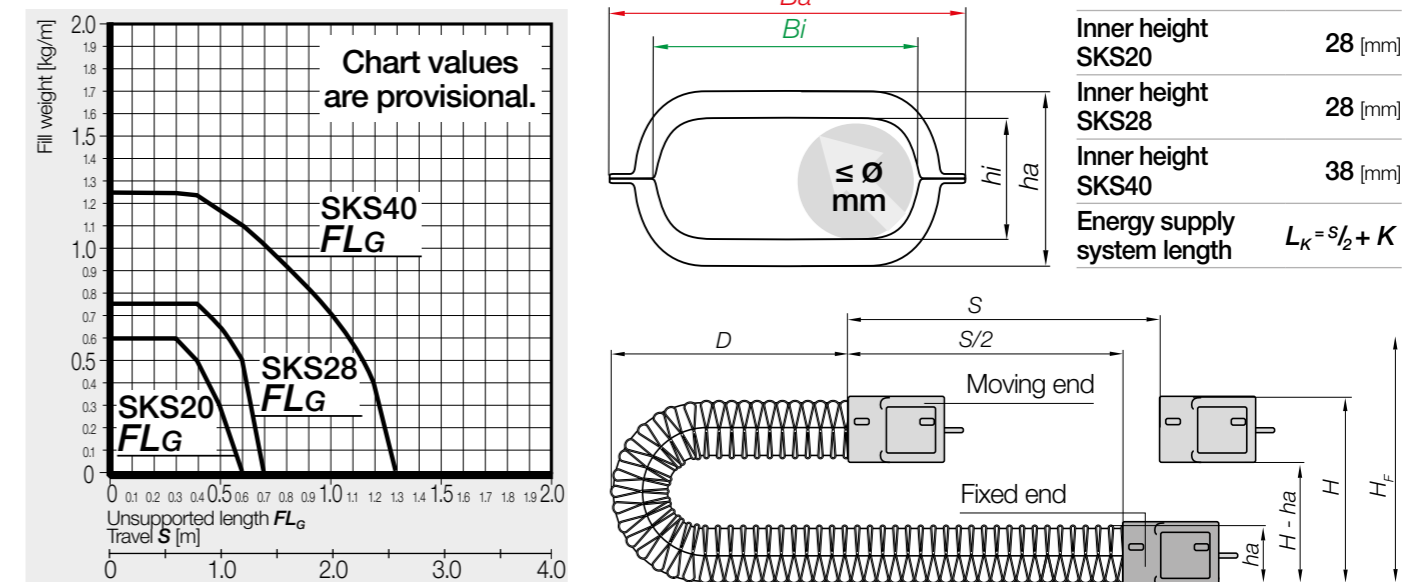 Fill weight [kg/m]
2.0
1.9
1.8
1.7
1.6
1.5
1.4
1.3
1.2
1.1
1.0
0.9
0.8
0.7
0.6
0.5
0.4
0.3
0.2
0.1
0
Chart values
are provisional.
SKS40
FLG
SKS28
FLG
SKS20
FLG
0 0.1 0.2 0.3 0.4 0.5 0.6 0.7 0.8 0.9 1.0 1.1 1.2 1.3 1.4 1.5 1.6 1.7 1.8 1.9 2.0
Unsupported length FLG
Travel S [m]
0 1.0 2.0 3.0 4.0
Ba
Bi
≤ Ø
mm
hi
ha
Inner height
SKS20 28 [mm]
Inner height
SKS28 28 [mm]
Inner height
SKS40 38 [mm]
Energy supply
system length LK = S/2 + K
S
D S/2
Moving end
Fixed end
ha
H - ha
H
HF